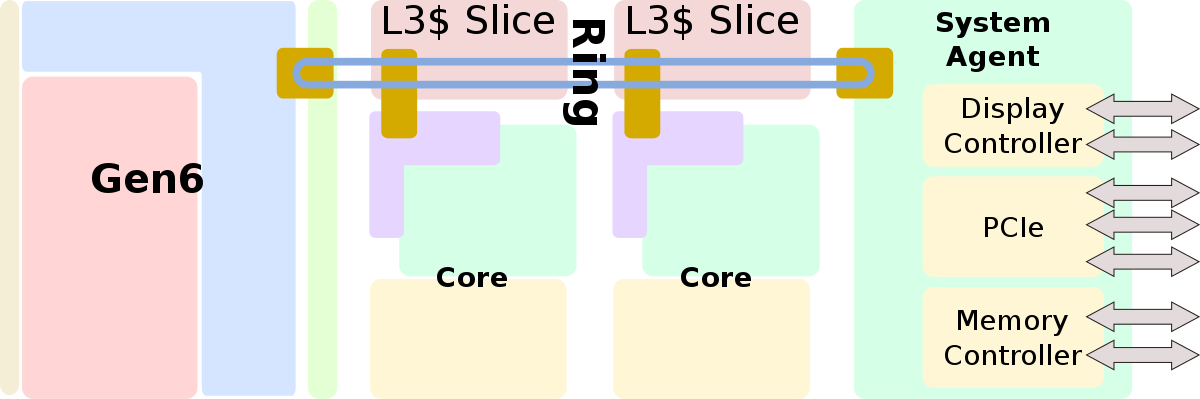 Gen6
L3$ Slice
Ring
L3$ Slice
Core
Core
System
Agent
Display
Controller
PCIe
Memory
Controller